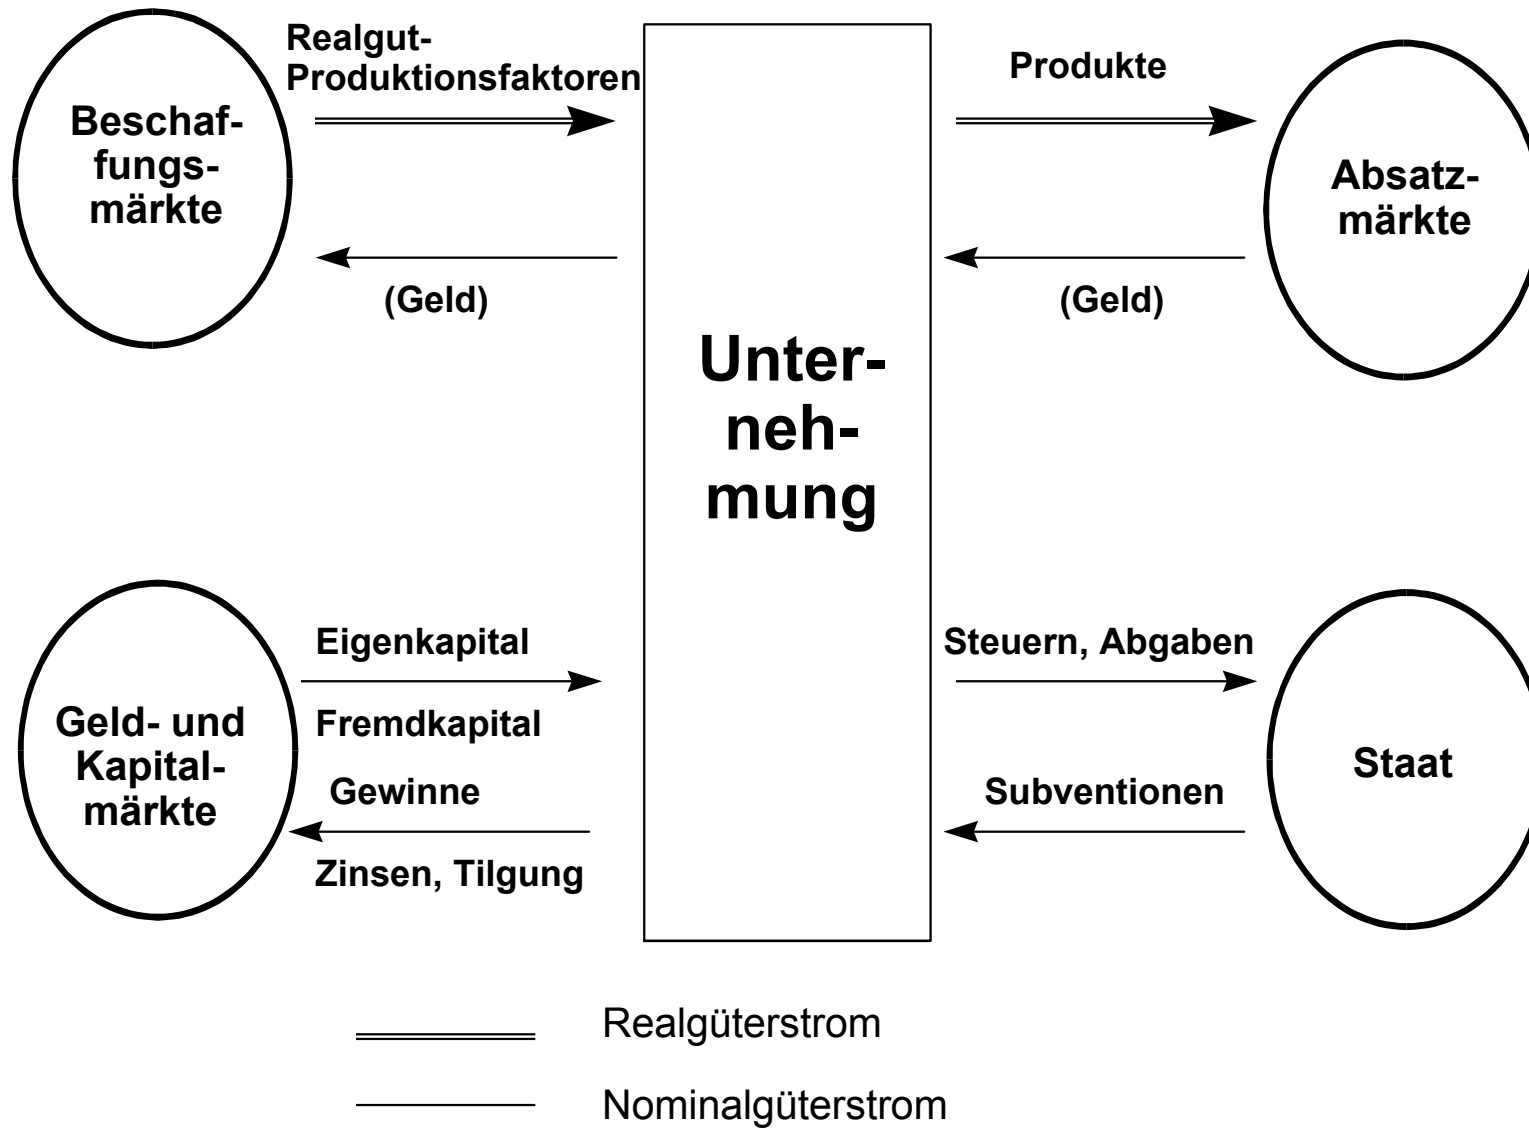 Realgut-
Produktionsfaktoren
Produkte
Beschaf-
fungs-
märkte
Absatz-
märkte
(Geld)
(Geld)
Unter-
neh-
mung
Eigenkapital
Steuern, Abgaben
Fremdkapital
Geld- und
Kapital-
märkte
Staat
Gewinne
Subventionen
Zinsen, Tilgung
Realgüterstrom
Nominalgüterstrom